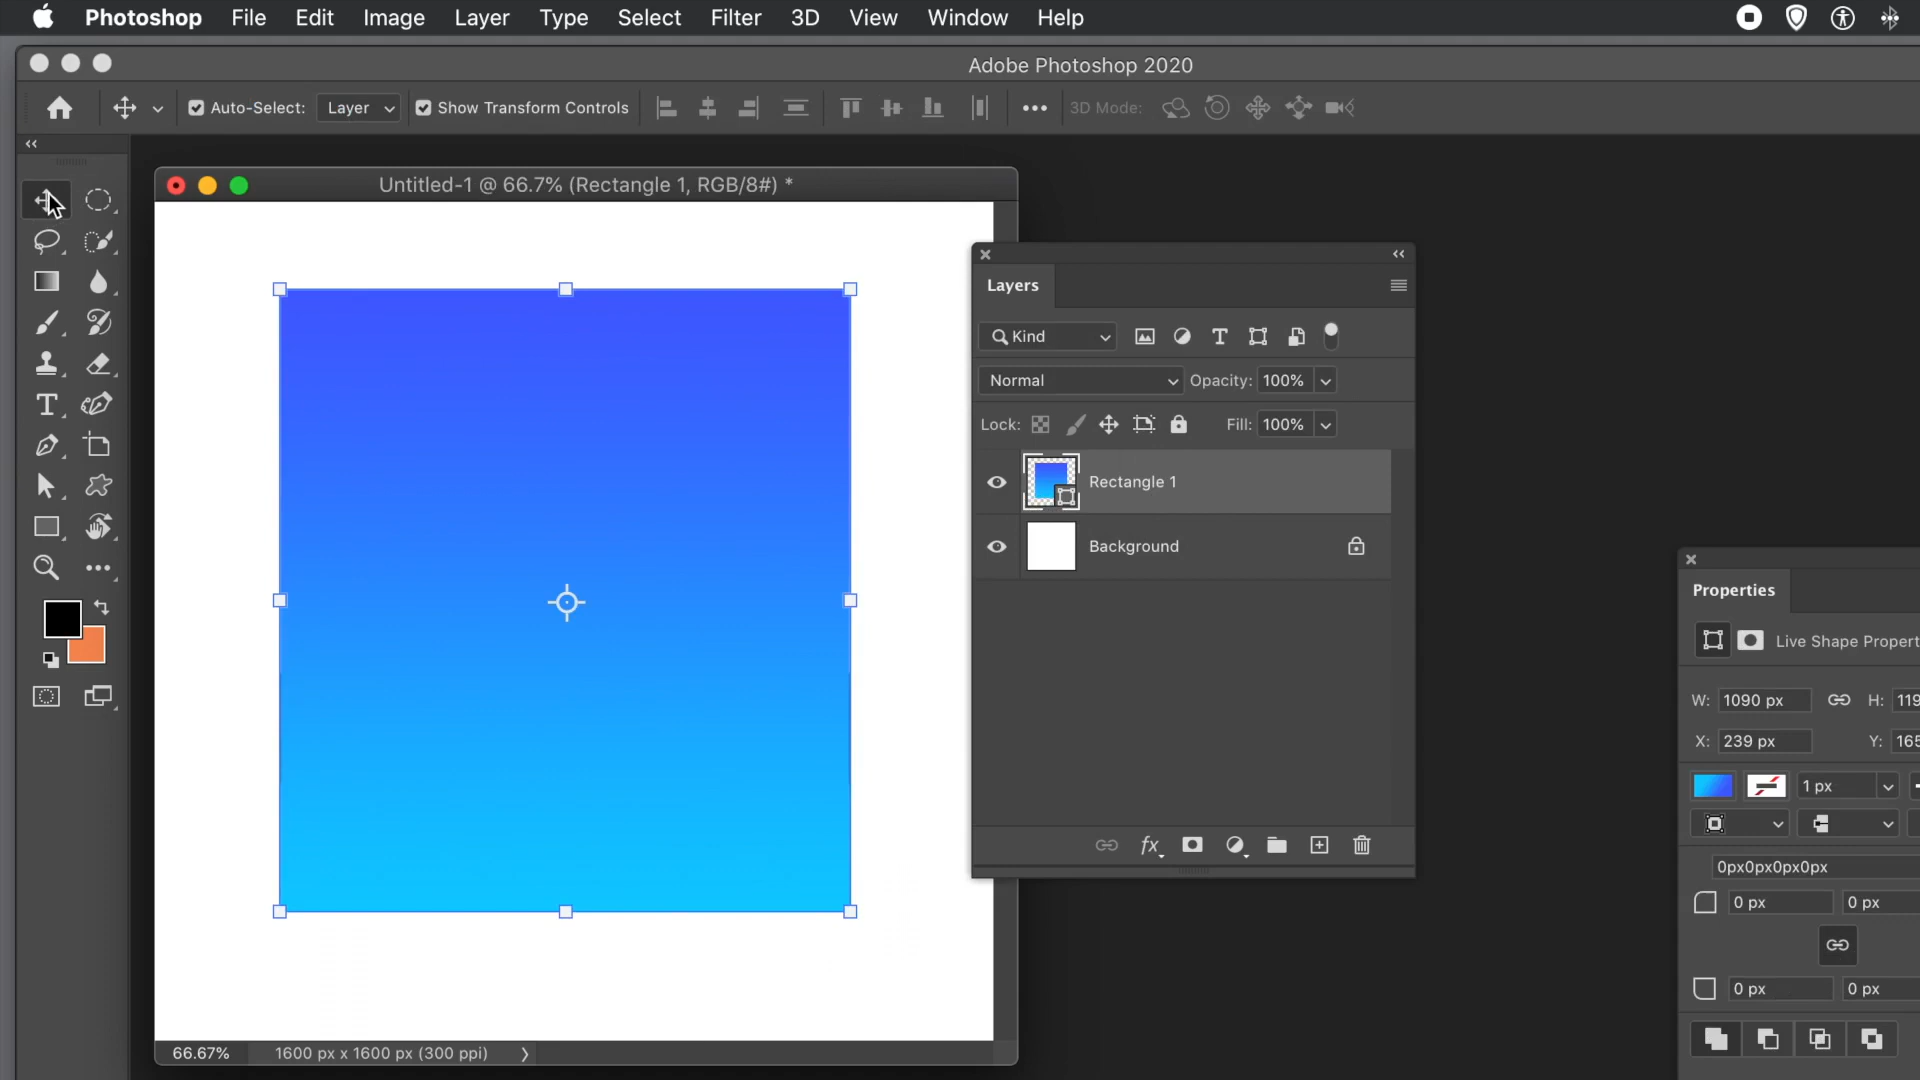 Photoshop File Edit Image Layer Type Select Filter 3D View Window Help
Adobe Photoshop 2020
Auto-Select: Layer Show Transform Controls 3D Mode:
Untitled-1 @ 66.7% (Rectangle 1, RGB/8#) *
Layers
Kind
Normal Opacity: 100%
Lock: Fill: 100%
Rectangle 1
Background
Properties
Live Shape Propert
W: 1090 px H: 119
X: 239 px Y: 165
1 px
0px0px0px0px
0 px 0 px
0 px 0 px
66.67% 1600 px x 1600 px (300 ppi)